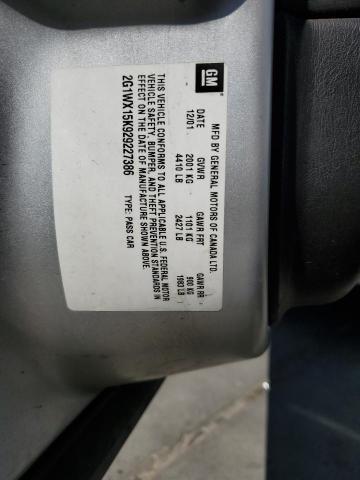 GM
MFD BY GENERAL MOTORS OF CANADA LTD.
DATE GVWR GAWR FRT GAWR RR
12/01 2001 KG 1101 KG 900 KG
4410 LB 2427 LB 1983 LB
THIS VEHICLE CONFORMS TO ALL APPLICABLE U.S. FEDERAL MOTOR
VEHICLE SAFETY, BUMPER, AND THEFT PREVENTION STANDARDS IN
EFFECT ON THE DATE OF MANUFACTURE SHOWN ABOVE.
2G1WX15K929227386 TYPE: PASS CAR